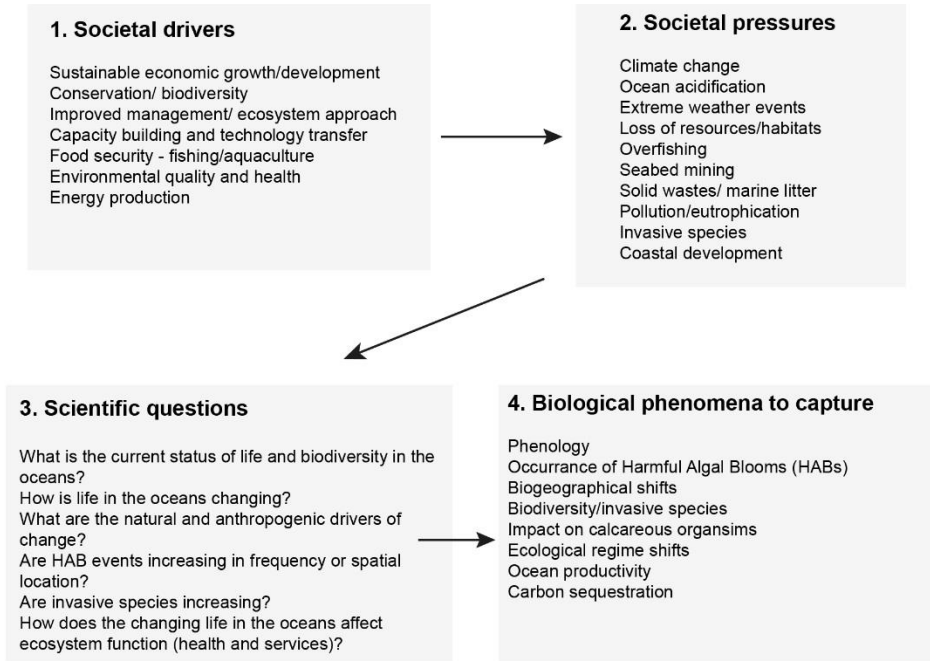 1. Societal drivers
Sustainable economic growth/development
Conservation/ biodiversity
Improved management/ ecosystem approach
Capacity building and technology transfer
Food security - fishing/aquaculture
Environmental quality and health
Energy production
2. Societal pressures
Climate change
Ocean acidification
Extreme weather events
Loss of resources/habitats
Overfishing
Seabed mining
Solid wastes/ marine litter
Pollution/eutrophication
Invasive species
Coastal development
3. Scientific questions
What is the current status of life and biodiversity in the
oceans?
How is life in the oceans changing?
What are the natural and anthropogenic drivers of
change?
Are HAB events increasing in frequency or spatial
location?
Are invasive species increasing?
How does the changing life in the oceans affect
ecosystem function (health and services)?
4. Biological phenomena to capture
Phenology
Occurrance of Harmful Algal Blooms (HABs)
Biogeographical shifts
Biodiversity/invasive species
Impact on calcareous organsims
Ecological regime shifts
Ocean productivity
Carbon sequestration